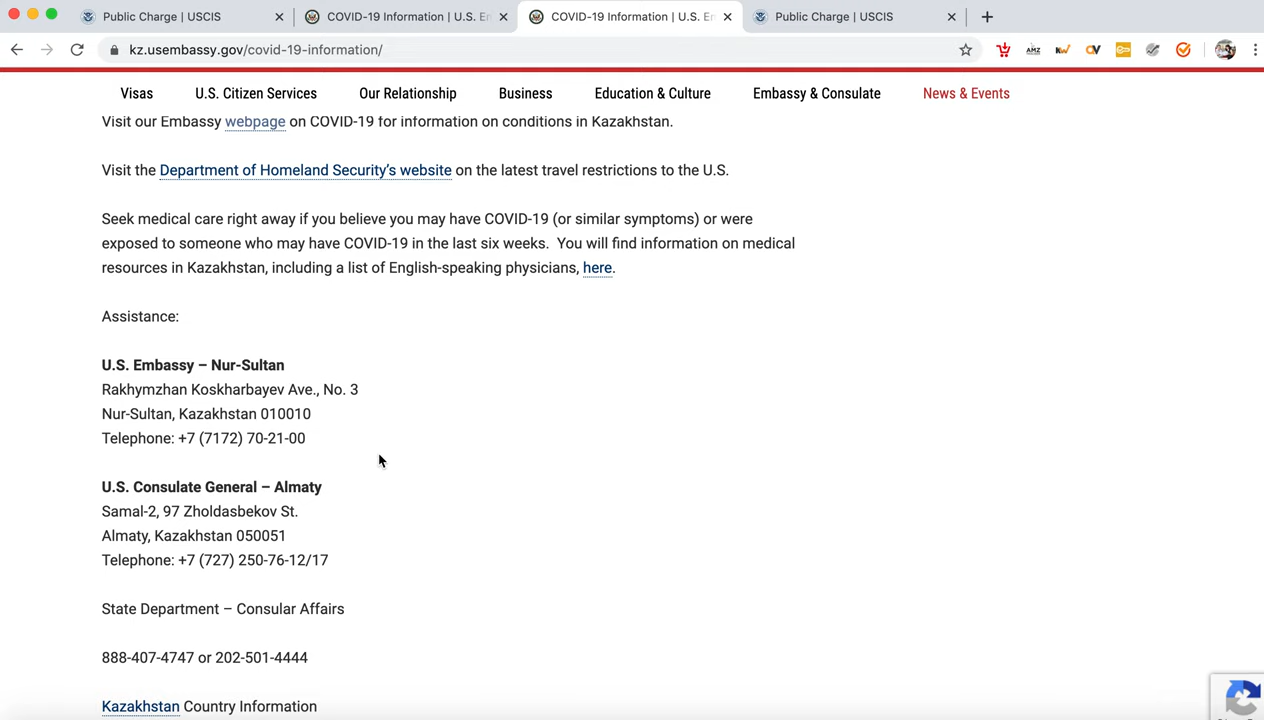 Public Charge | USCIS
COVID-19 Information | U.S. En
COVID-19 Information | U.S. En
Public Charge | USCIS
kz.usembassy.gov/covid-19-information/
AMZ
Visas
U.S. Citizen Services
Our Relationship
Business
Education & Culture
Embassy & Consulate
News & Events
Visit our Embassy webpage on COVID-19 for information on conditions in Kazakhstan.
Visit the Department of Homeland Security’s website on the latest travel restrictions to the U.S.
Seek medical care right away if you believe you may have COVID-19 (or similar symptoms) or were
exposed to someone who may have COVID-19 in the last six weeks.  You will find information on medical
resources in Kazakhstan, including a list of English-speaking physicians, here.
Assistance:
U.S. Embassy – Nur-Sultan
Rakhymzhan Koskharbayev Ave., No. 3
Nur-Sultan, Kazakhstan 010010
Telephone: +7 (7172) 70-21-00
U.S. Consulate General – Almaty
Samal-2, 97 Zholdasbekov St.
Almaty, Kazakhstan 050051
Telephone: +7 (727) 250-76-12/17
State Department – Consular Affairs
888-407-4747 or 202-501-4444
Kazakhstan Country Information